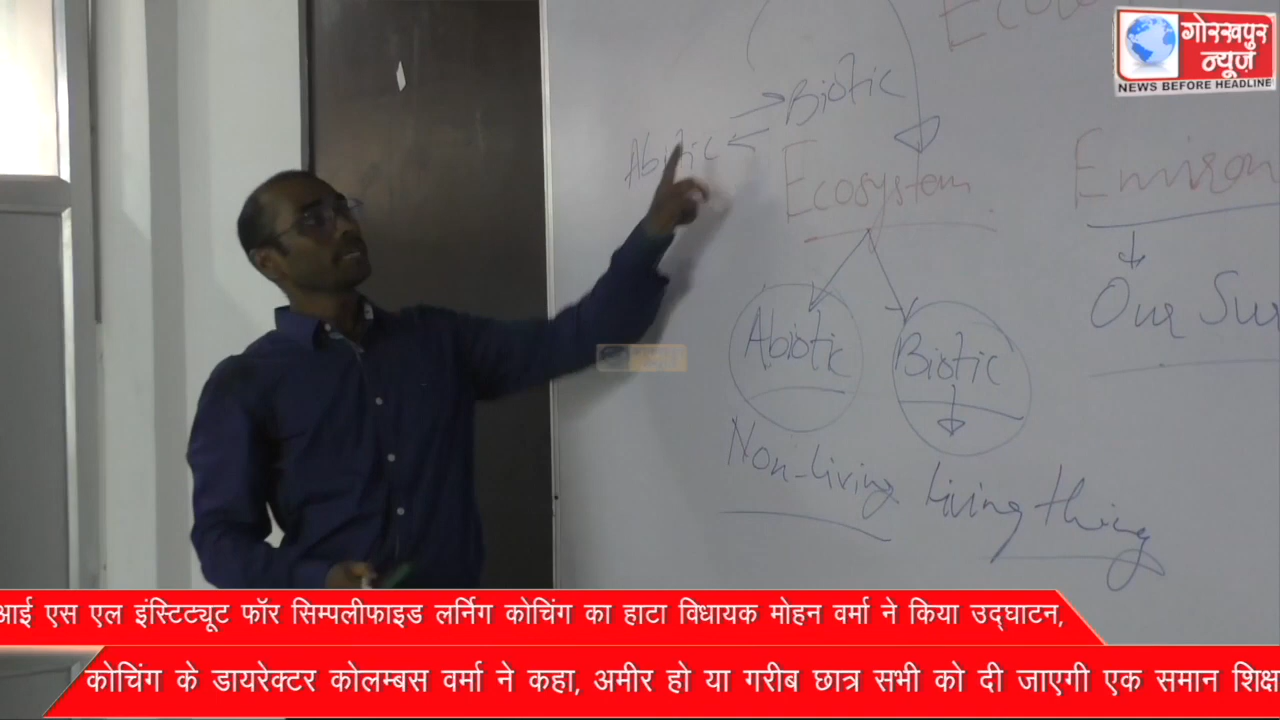 गोरखपुर
न्यूज़
NEWS BEFORE HEADLINE
Biotic
Abiotic
Ecosystem
Environ
Our Sur
Abiotic
Biotic
Non-living
living thing
आई एस एल इंस्टिट्यूट फॉर सिम्पलीफाइड लर्निग कोचिंग का हाटा विधायक मोहन वर्मा ने किया उद्घाटन,
कोचिंग के डायरेक्टर कोलम्बस वर्मा ने कहा, अमीर हो या गरीब छात्र सभी को दी जाएगी एक समान शिक्ष